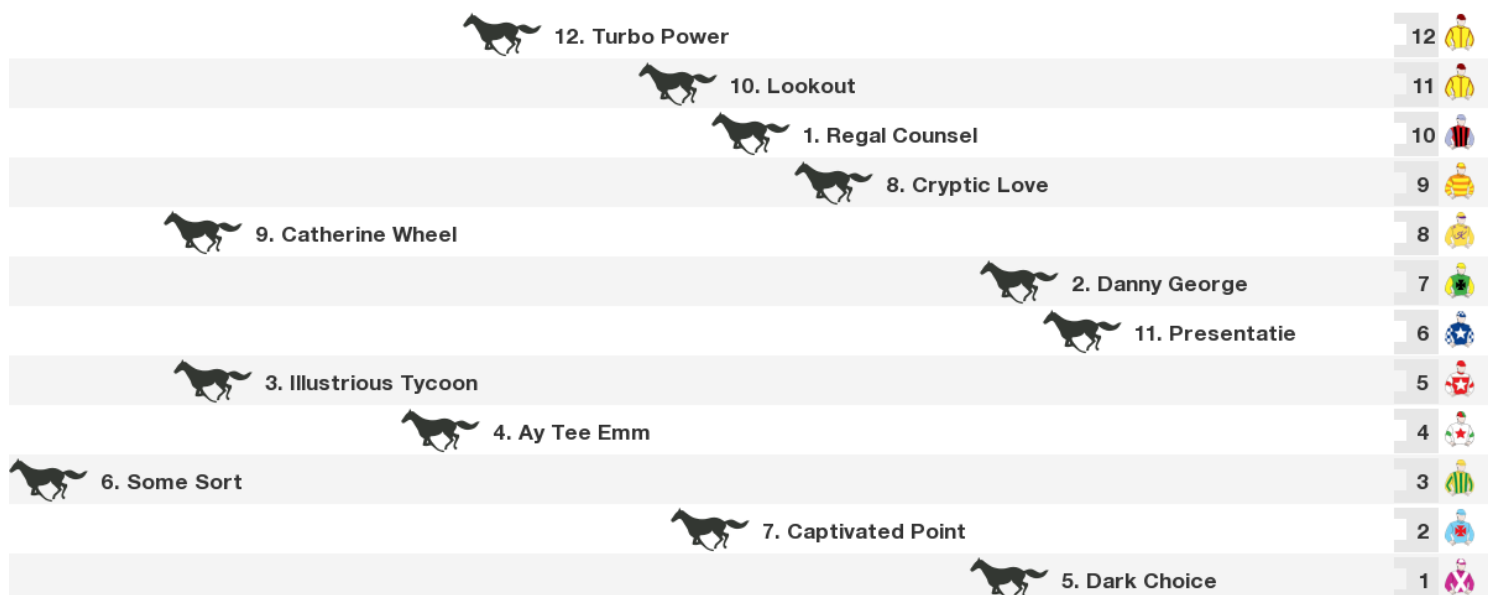 12. Turbo Power 12
10. Lookout 11
1. Regal Counsel 10
8. Cryptic Love 9
9. Catherine Wheel 8
2. Danny George 7
11. Presentatie 6
3. Illustrious Tycoon 5
4. Ay Tee Emm 4
6. Some Sort 3
7. Captivated Point 2
5. Dark Choice 1